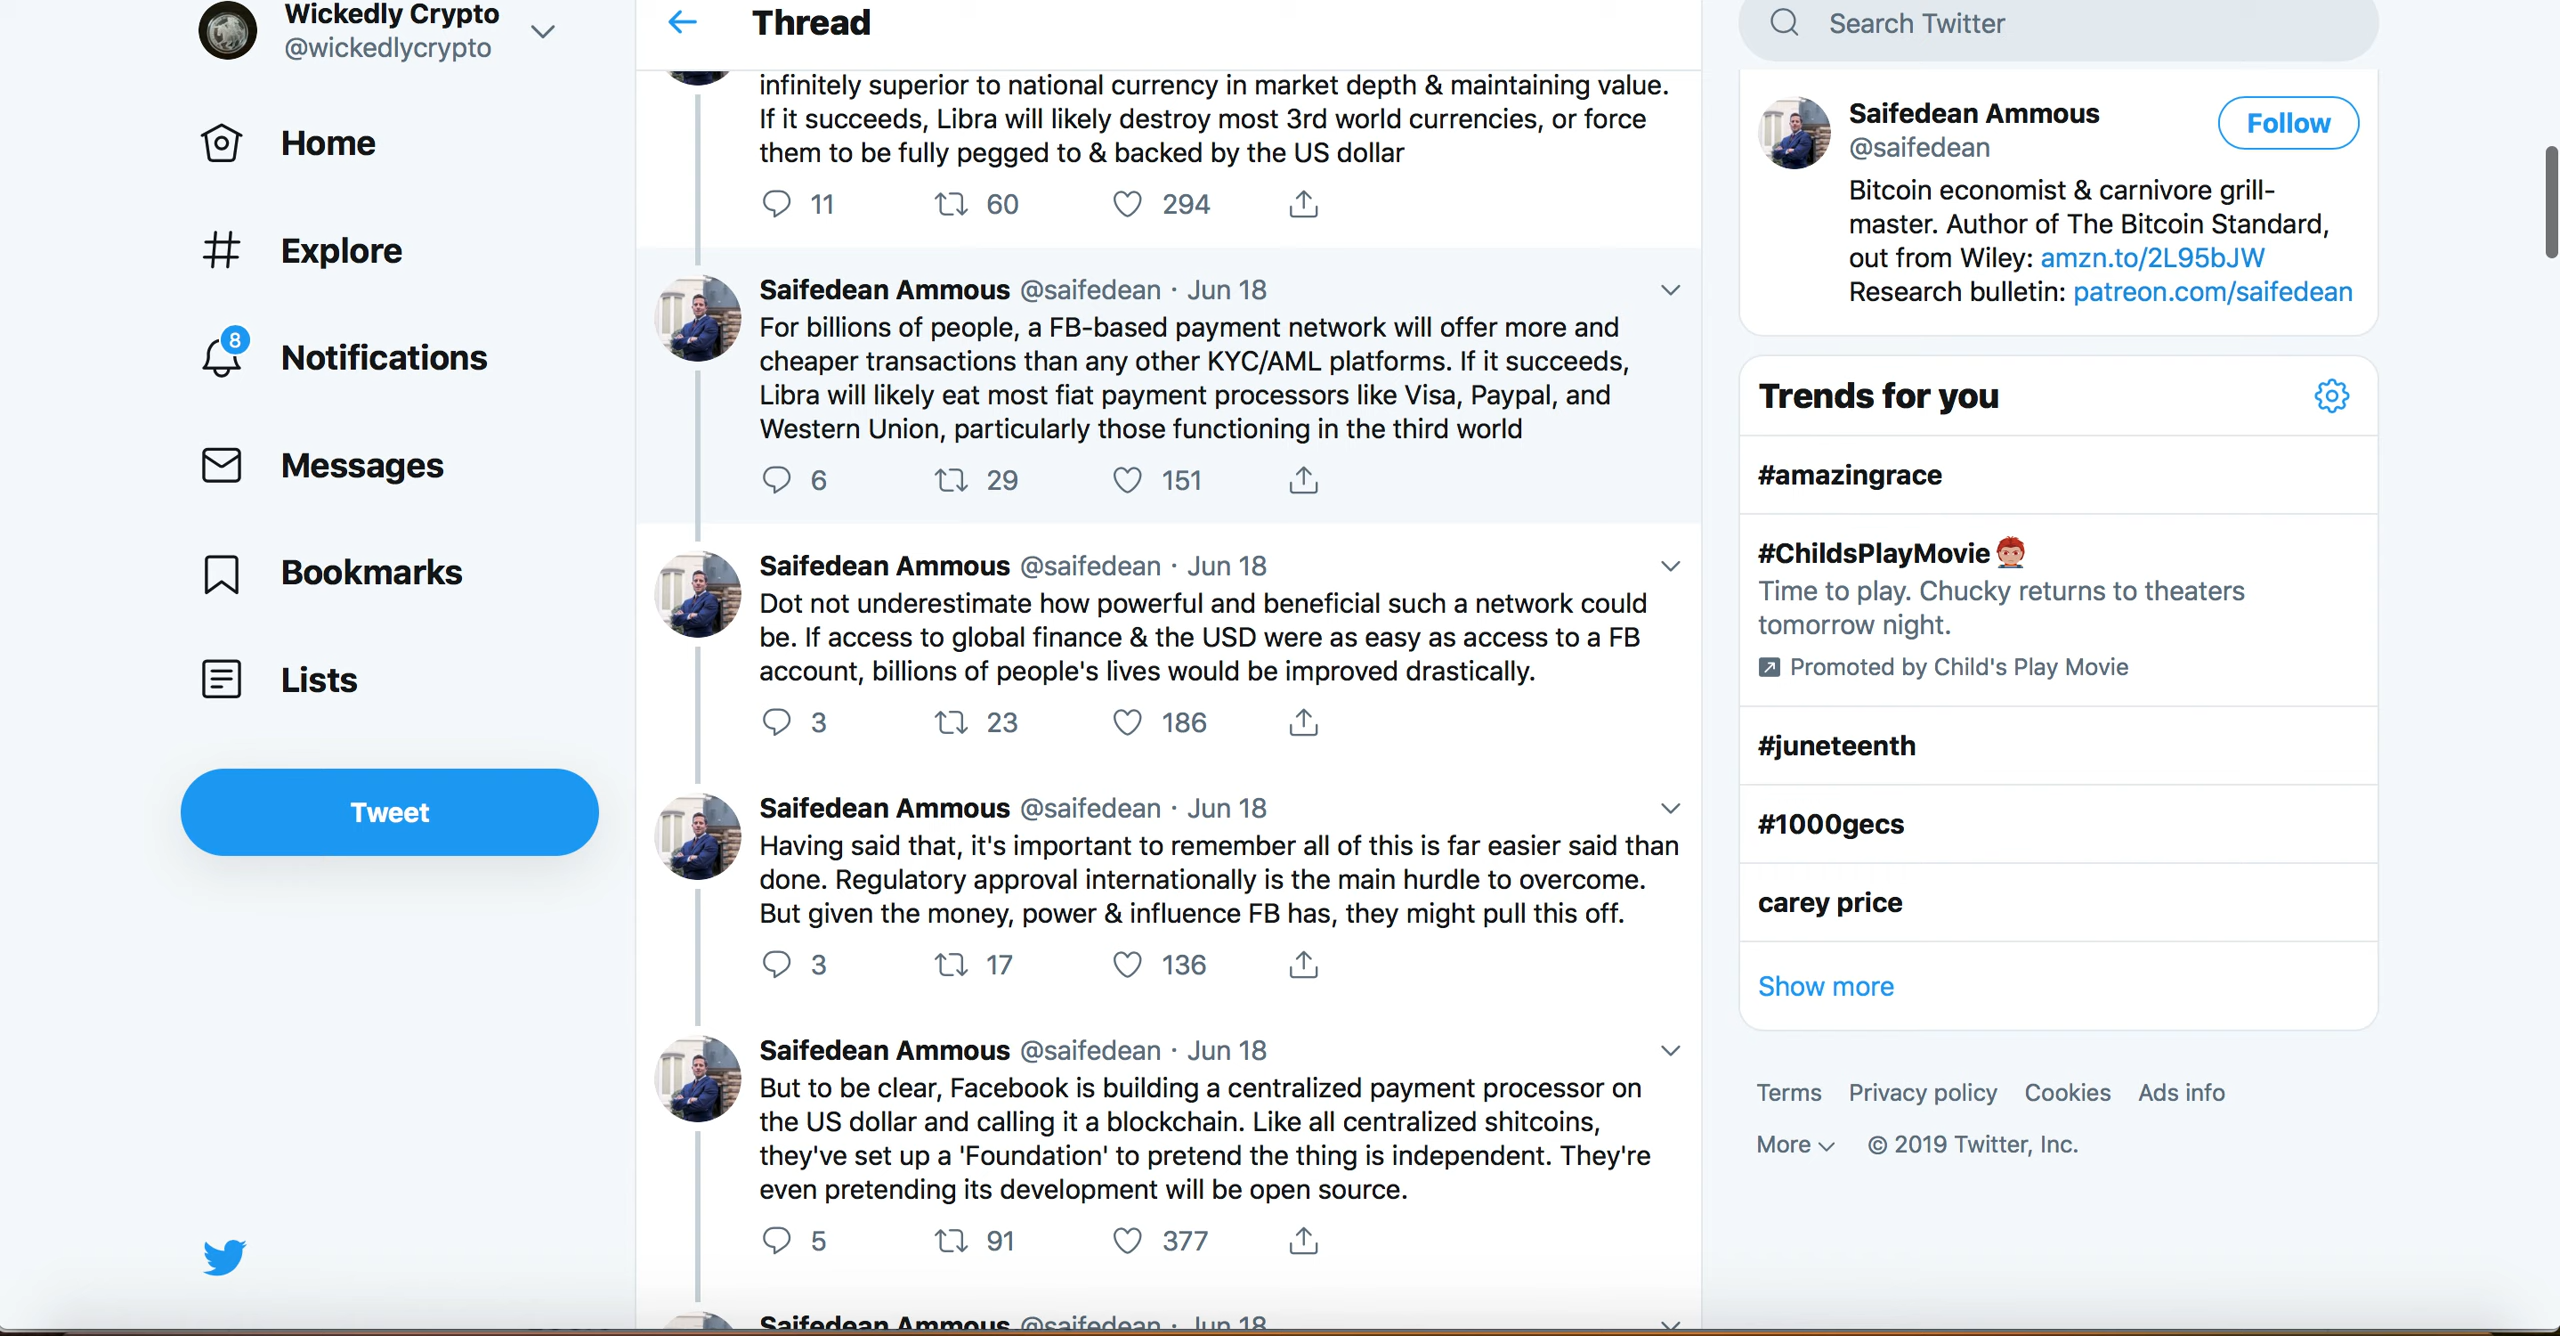 Wickedly Crypto
@wickedlycrypto
Home
Explore
8
Notifications
Messages
Bookmarks
Lists
Tweet
Thread
infinitely superior to national currency in market depth & maintaining value.
If it succeeds, Libra will likely destroy most 3rd world currencies, or force
them to be fully pegged to & backed by the US dollar
11 60 294
Saifedean Ammous @saifedean · Jun 18
For billions of people, a FB-based payment network will offer more and
cheaper transactions than any other KYC/AML platforms. If it succeeds,
Libra will likely eat most fiat payment processors like Visa, Paypal, and
Western Union, particularly those functioning in the third world
6 29 151
Saifedean Ammous @saifedean · Jun 18
Dot not underestimate how powerful and beneficial such a network could
be. If access to global finance & the USD were as easy as access to a FB
account, billions of people's lives would be improved drastically.
3 23 186
Saifedean Ammous @saifedean · Jun 18
Having said that, it's important to remember all of this is far easier said than
done. Regulatory approval internationally is the main hurdle to overcome.
But given the money, power & influence FB has, they might pull this off.
3 17 136
Saifedean Ammous @saifedean · Jun 18
But to be clear, Facebook is building a centralized payment processor on
the US dollar and calling it a blockchain. Like all centralized shitcoins,
they've set up a 'Foundation' to pretend the thing is independent. They're
even pretending its development will be open source.
5 91 377
Saifedean Ammous @saifedean · Jun 18
Search Twitter
Saifedean Ammous
@saifedean
Follow
Bitcoin economist & carnivore grill-
master. Author of The Bitcoin Standard,
out from Wiley: amzn.to/2L95bJW
Research bulletin: patreon.com/saifedean
Trends for you
#amazingrace
#ChildsPlayMovie
Time to play. Chucky returns to theaters
tomorrow night.
Promoted by Child's Play Movie
#juneteenth
#1000gecs
carey price
Show more
Terms Privacy policy Cookies Ads info
More © 2019 Twitter, Inc.